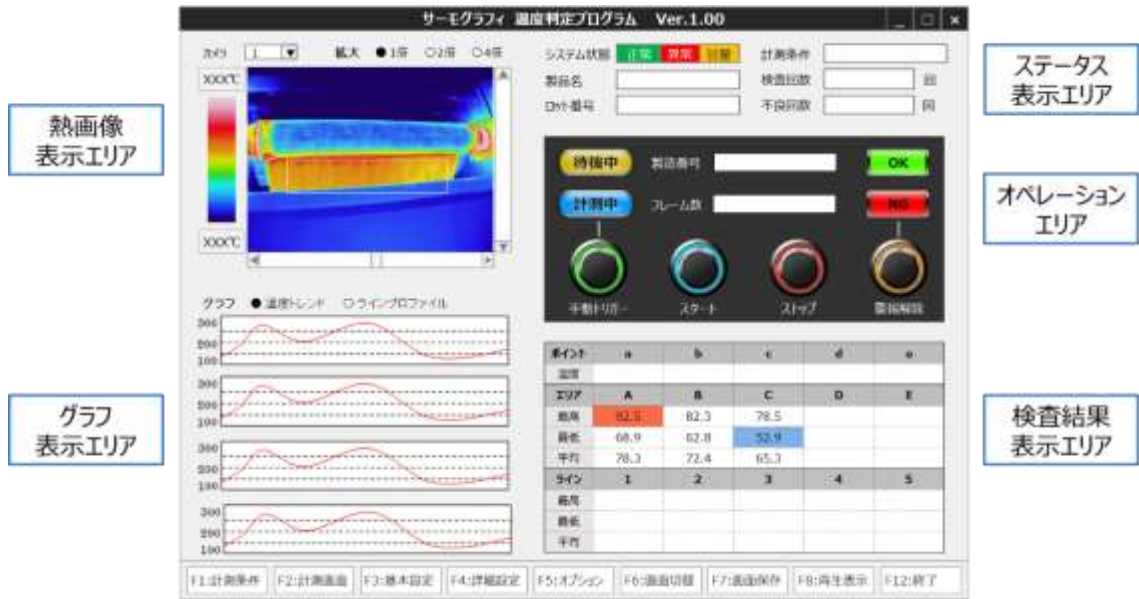 サーモグラフィ 温度判定プログラム Ver.1.00
カメラ 1 拡大 ●1倍 ○2倍 ○4倍
XXX℃
XXX℃
熱画像
表示エリア
システム状態 正常 異常 計測条件
製品名 検査回数 回
ロット番号 不良回数 回
ステータス
表示エリア
待機中 製造番号 OK
計測中 フレーム数 NG
手動トリガー スタート ストップ 警報解除
オペレーション
エリア
グラフ ●温度トレンド ○ラインプロファイル
300
200
100
300
200
100
300
200
100
300
200
100
グラフ
表示エリア
ポイント a b c d e
温度
エリア A B C D E
最高 92.5 82.3 78.5
最低 68.9 62.8 52.9
平均 78.3 72.4 65.3
ライン 1 2 3 4 5
最高
最低
平均
検査結果
表示エリア
F1:計測条件 F2:計測画面 F3:基本設定 F4:詳細設定 F5:オプション F6:画面切替 F7:画面保存 F8:再生表示 F12:終了